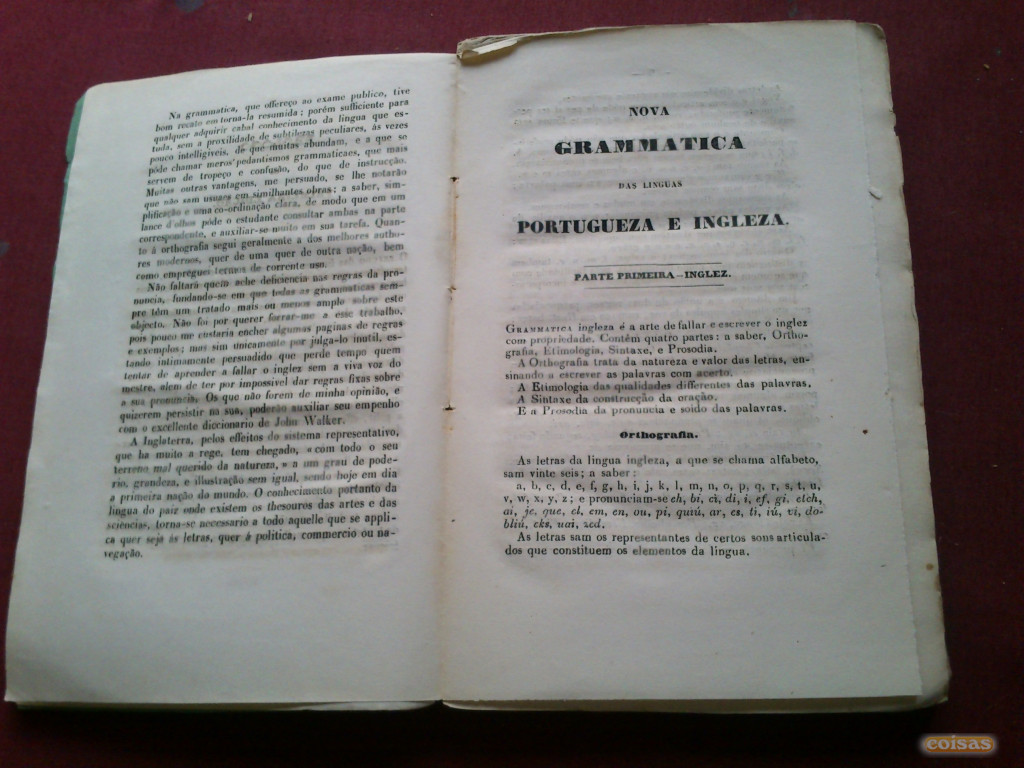 Na grammatica, que offereço ao exame publico, tive
bom recato em torna-la resumida; porém sufficiente para
qualquer adquirir cabal conhecimento da lingua que es-
tuda, sem a proxilidade de subtilezas peculiares, ás vezes
pouco intelligiveis, de que muitas abundam, e a que se
póde chamar meros pedantismos grammaticaes, que mais
servem de tropeço e confusão, do que de instrucção.
Muitas outras vantagens, me persuado, se lhe notarão
que não sam usuaes em similhantes obras; a saber, sim-
plificação e uma co-ordinação clara, de modo que em um
lance d'olhos póde o estudante consultar ambas na parte
correspondente, e auxiliar-se muito em sua tarefa. Quan-
to á orthografia segui geralmente a dos melhores autho-
res modernos, quer de uma quer de outra nação, bem
como empreguei termos de corrente uso.
Não faltará quem ache deficiencia nas regras da pro-
nuncia, fundando-se em que todas as grammaticas sem-
pre têm um tratado mais ou menos amplo sobre este
objecto. Não foi por querer forrar-me a esse trabalho,
pois pouco me custaria encher algumas paginas de regras
e exemplos; mas sim unicamente por julga-lo inutil, es-
tando intimamente persuadido que perde tempo quem
tentar de aprender a fallar o inglez sem a viva voz do
mestre, alem de ter por impossivel dar regras fixas sobre
a sua pronuncia. Os que não forem de minha opinião, e
quizerem persistir na sua, poderão auxiliar seu empenho
com o excellente diccionario de John Walker.
A Inglaterra, pelos effeitos do systema representativo,
que ha muito a rege, tem chegado, « com todo o seu
terreno mal querido da natureza, » a um grau de pode-
rio, grandeza, e illustração sem igual, sendo hoje em dia
a primeira nação do mundo. O conhecimento portanto da
lingua do paiz onde existem os thesouros das artes e das
sciencias, torna-se necessario a todo aquelle que se appli-
ca quer seja ás letras, quer á politica, commercio ou na-
vegação.
NOVA
GRAMMATICA
DAS LINGUAS
PORTUGUEZA E INGLEZA.
PARTE PRIMEIRA—INGLEZ.
GRAMMATICA ingleza é a arte de fallar e escrever o inglez
com propriedade. Contém quatro partes: a saber, Ortho-
grafia, Etimologia, Sintaxe, e Prosodia.
A Orthografia trata da natureza e valor das letras, en-
sinando a escrever as palavras com acerto.
A Etimologia das qualidades differentes das palavras.
A Sintaxe da construcção da oração.
E a Prosodia da pronuncia e soido das palavras.
Orthografia.
As letras da lingua ingleza, a que se chama alfabeto,
sam vinte seis; a saber:
a, b, c, d, e, f, g, h, i, j, k, l, m, n, o, p, q, r, s, t, u,
v, w, x, y, z; e pronunciam-se ch, bi, ci, di, i, ef, gi, etch,
ai, je, que, el, em, en, ou, pi, quiú, ar, es, ti, iú, vi, do-
bliú, eks, uai, zed.
As letras sam os representantes de certos sons articula-
dos que constituem os elementos da lingua.
coisas